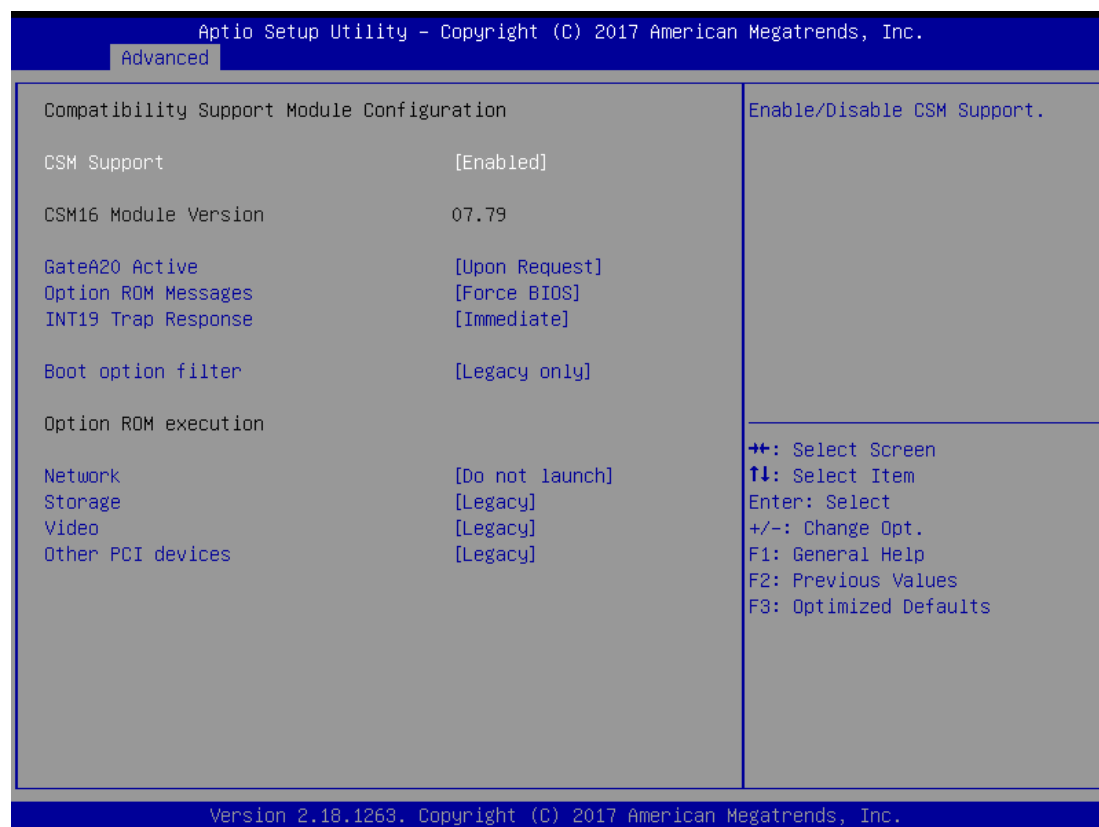 Aptio Setup Utility – Copyright (C) 2017 American Megatrends, Inc.
Advanced
Compatibility Support Module Configuration
CSM Support [Enabled]
CSM16 Module Version 07.79
GateA20 Active [Upon Request]
Option ROM Messages [Force BIOS]
INT19 Trap Response [Immediate]
Boot option filter [Legacy only]
Option ROM execution
Network [Do not launch]
Storage [Legacy]
Video [Legacy]
Other PCI devices [Legacy]
Enable/Disable CSM Support.
→←: Select Screen
↑↓: Select Item
Enter: Select
+/-: Change Opt.
F1: General Help
F2: Previous Values
F3: Optimized Defaults
Version 2.18.1263. Copyright (C) 2017 American Megatrends, Inc.